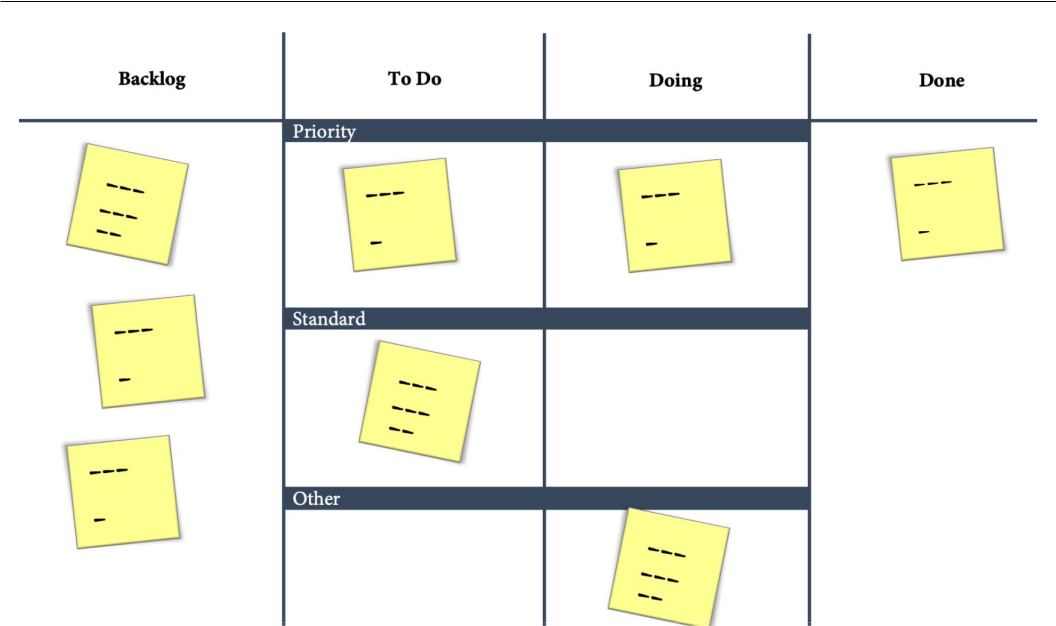 Backlog
To Do
Doing
Done
Priority
Standard
Other